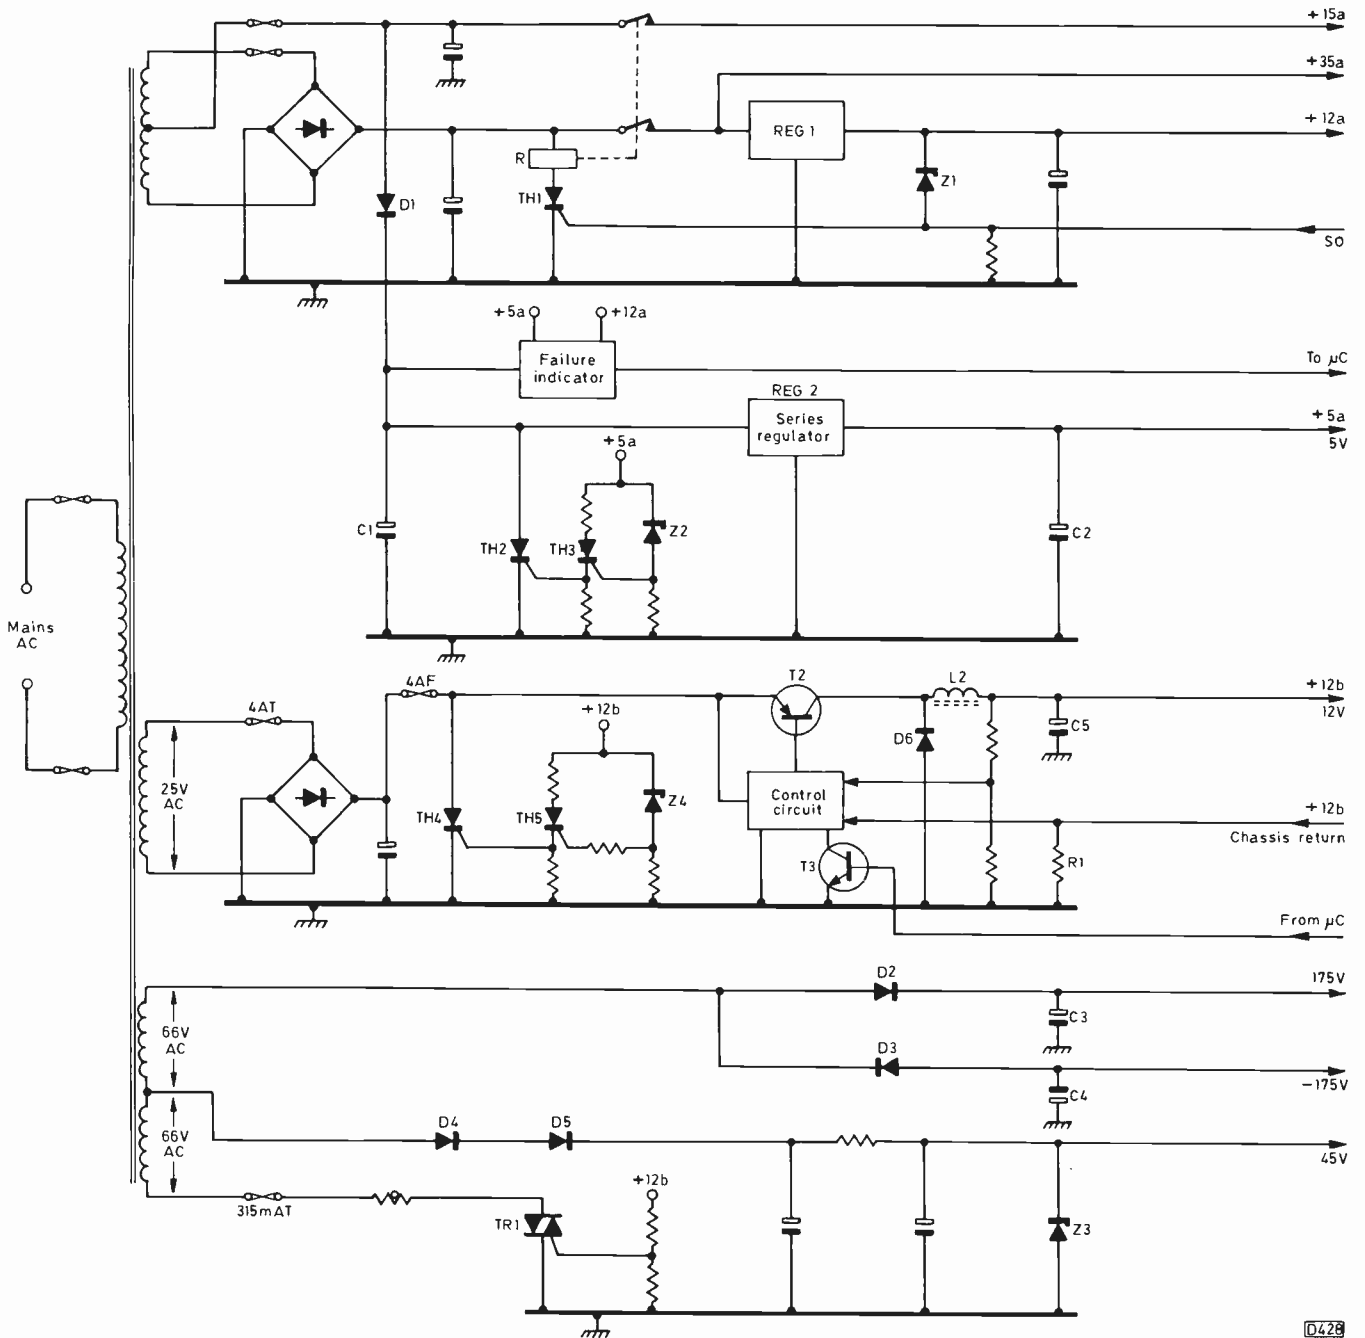 +15a
+35a
+12a
REG 1
R
TH1
D1
Z1
SO
+5a
+12a
Failure
indicator
To µC
REG 2
Series
regulator
+5a
5V
+5a
C1
TH2
TH3
Z2
C2
Mains
AC
4AT
4AF
25V
AC
+12b
TH4
TH5
Z4
T2
L2
D6
C5
+12b
12V
Control
circuit
T3
R1
+12b
Chassis return
From µC
66V
AC
66V
AC
D2
175V
C3
D3
-175V
C4
D4
D5
45V
315mAT
TR1
+12b
Z3
D428